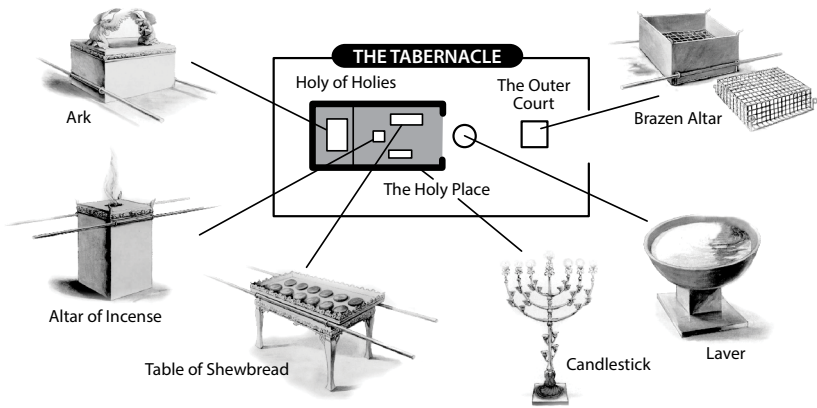 THE TABERNACLE
Holy of Holies
The Outer
Court
Ark
Brazen Altar
The Holy Place
Altar of Incense
Table of Shewbread
Candlestick
Laver